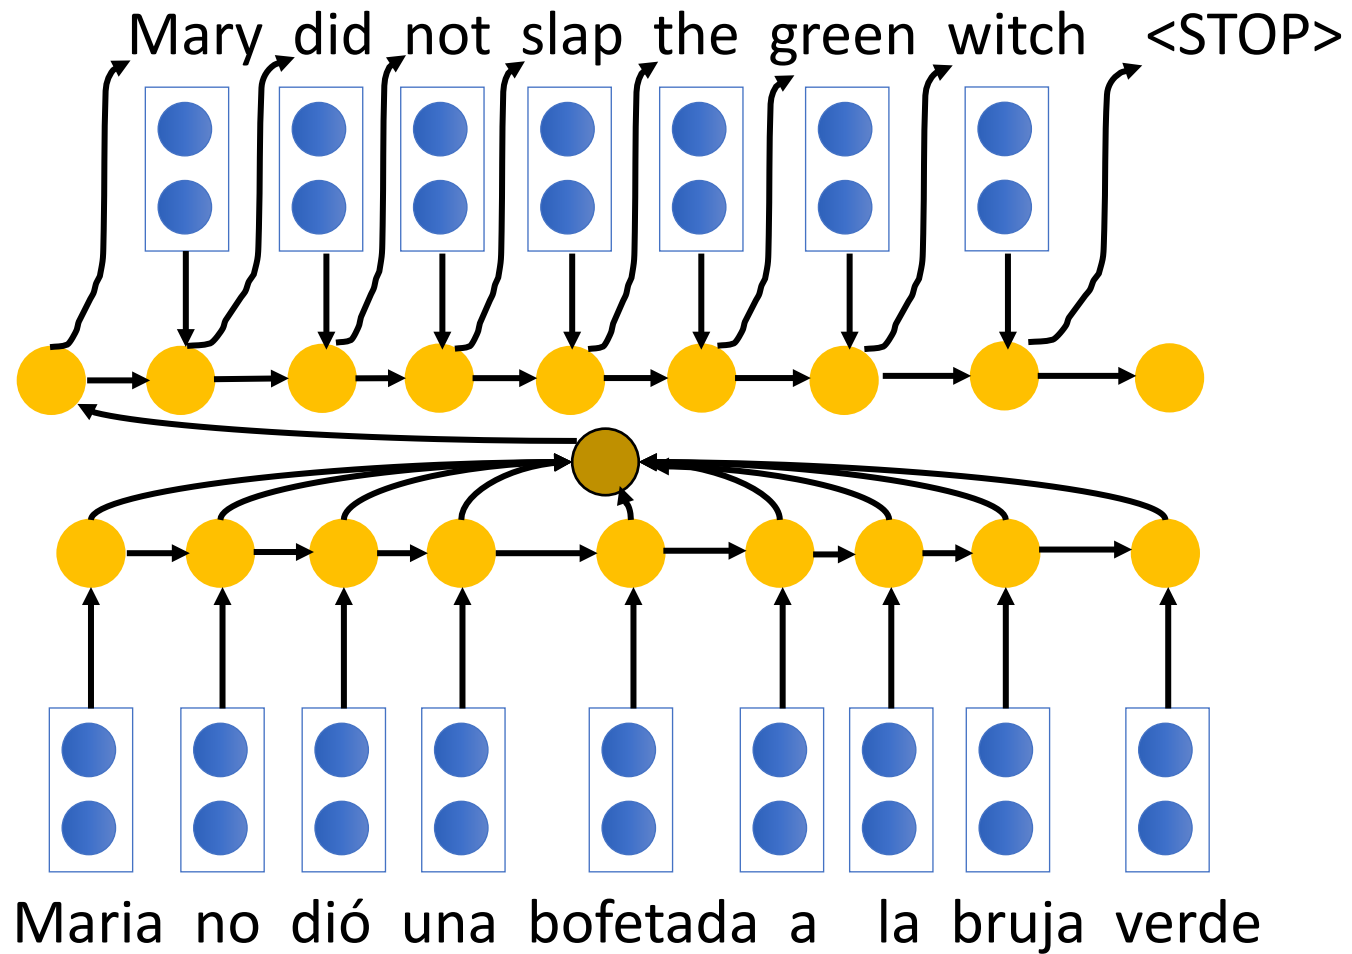 Mary did not slap the green witch <STOP>
Maria no dió una bofetada a la bruja verde